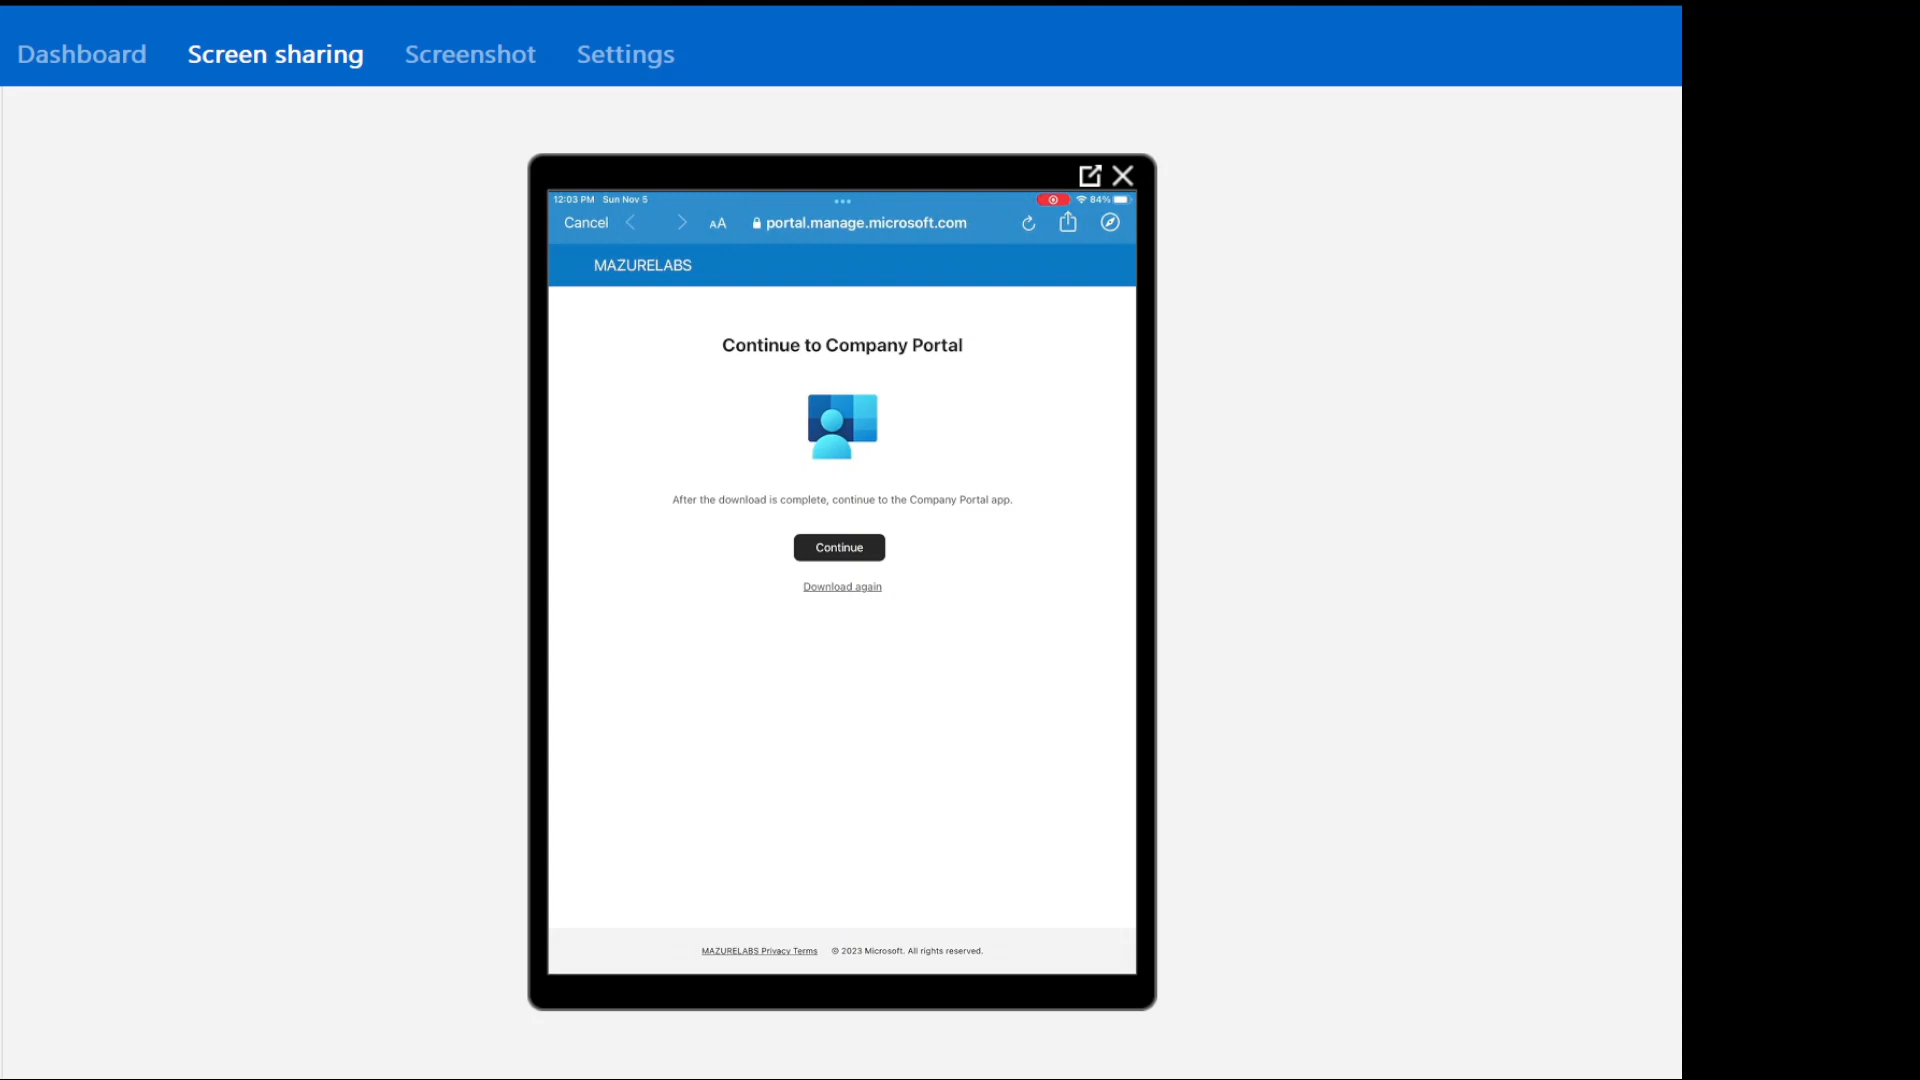 Dashboard Screen sharing Screenshot Settings
12:03 PM Sun Nov 5 84%
Cancel AA portal.manage.microsoft.com
MAZURELABS
Continue to Company Portal
After the download is complete, continue to the Company Portal app.
Continue
Download again
MAZURELABS Privacy Terms © 2023 Microsoft. All rights reserved.